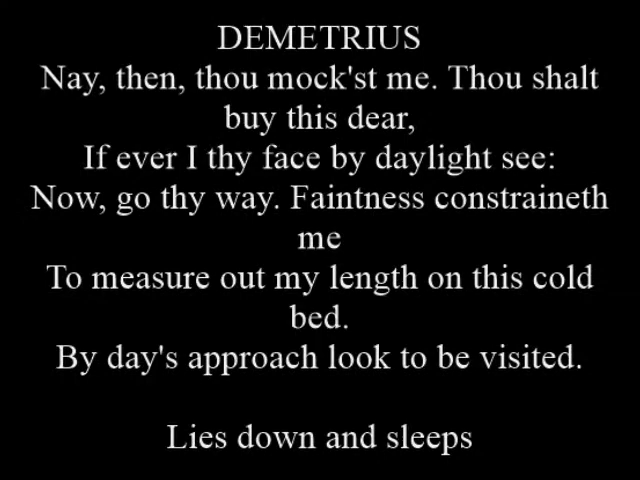 DEMETRIUS
Nay, then, thou mock'st me. Thou shalt
buy this dear,
If ever I thy face by daylight see:
Now, go thy way. Faintness constraineth
me
To measure out my length on this cold
bed.
By day's approach look to be visited.
Lies down and sleeps